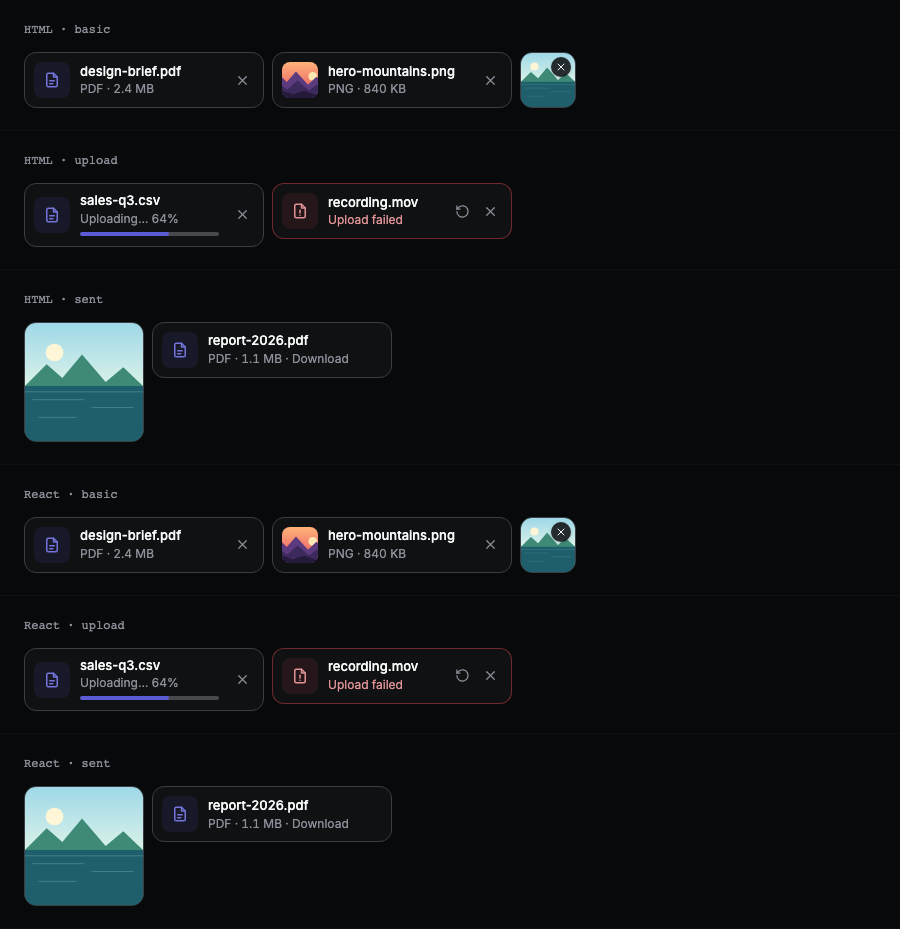 HTML · basic
design-brief.pdf
PDF · 2.4 MB
hero-mountains.png
PNG · 840 KB
HTML · upload
sales-q3.csv
Uploading... 64%
recording.mov
Upload failed
HTML · sent
report-2026.pdf
PDF · 1.1 MB · Download
React · basic
design-brief.pdf
PDF · 2.4 MB
hero-mountains.png
PNG · 840 KB
React · upload
sales-q3.csv
Uploading... 64%
recording.mov
Upload failed
React · sent
report-2026.pdf
PDF · 1.1 MB · Download